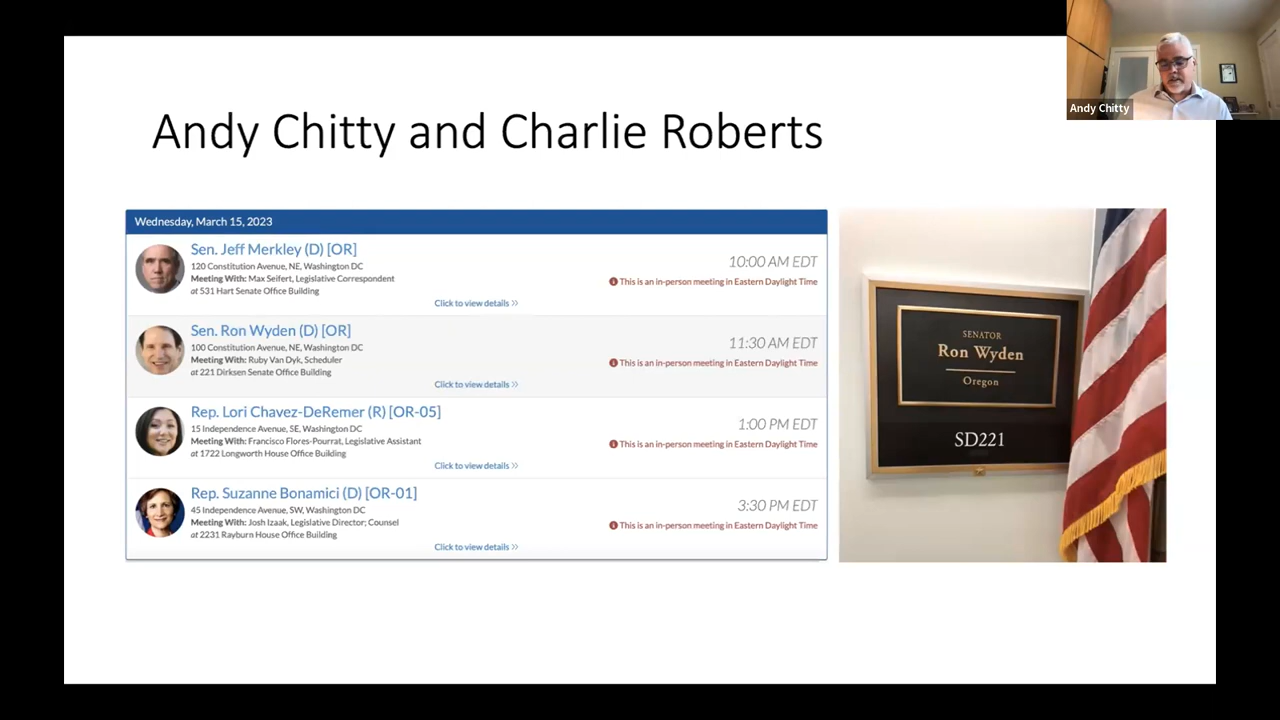 Andy Chitty
Andy Chitty and Charlie Roberts
Wednesday, March 15, 2023
Sen. Jeff Merkley (D) [OR]
120 Constitution Avenue, NE, Washington DC
Meeting With: Max Seifert, Legislative Correspondent
at 531 Hart Senate Office Building
10:00 AM EDT
This is an in-person meeting in Eastern Daylight Time
Click to view details »
Sen. Ron Wyden (D) [OR]
100 Constitution Avenue, NE, Washington DC
Meeting With: Ruby Van Dyk, Scheduler
at 221 Dirksen Senate Office Building
11:30 AM EDT
This is an in-person meeting in Eastern Daylight Time
Click to view details »
Rep. Lori Chavez-DeRemer (R) [OR-05]
15 Independence Avenue, SE, Washington DC
Meeting With: Francisco Flores-Pourrat, Legislative Assistant
at 1722 Longworth House Office Building
1:00 PM EDT
This is an in-person meeting in Eastern Daylight Time
Click to view details »
Rep. Suzanne Bonamici (D) [OR-01]
45 Independence Avenue, SW, Washington DC
Meeting With: Josh Izaak, Legislative Director; Counsel
at 2231 Rayburn House Office Building
3:30 PM EDT
This is an in-person meeting in Eastern Daylight Time
Click to view details »
SENATOR
Ron Wyden
Oregon
SD221